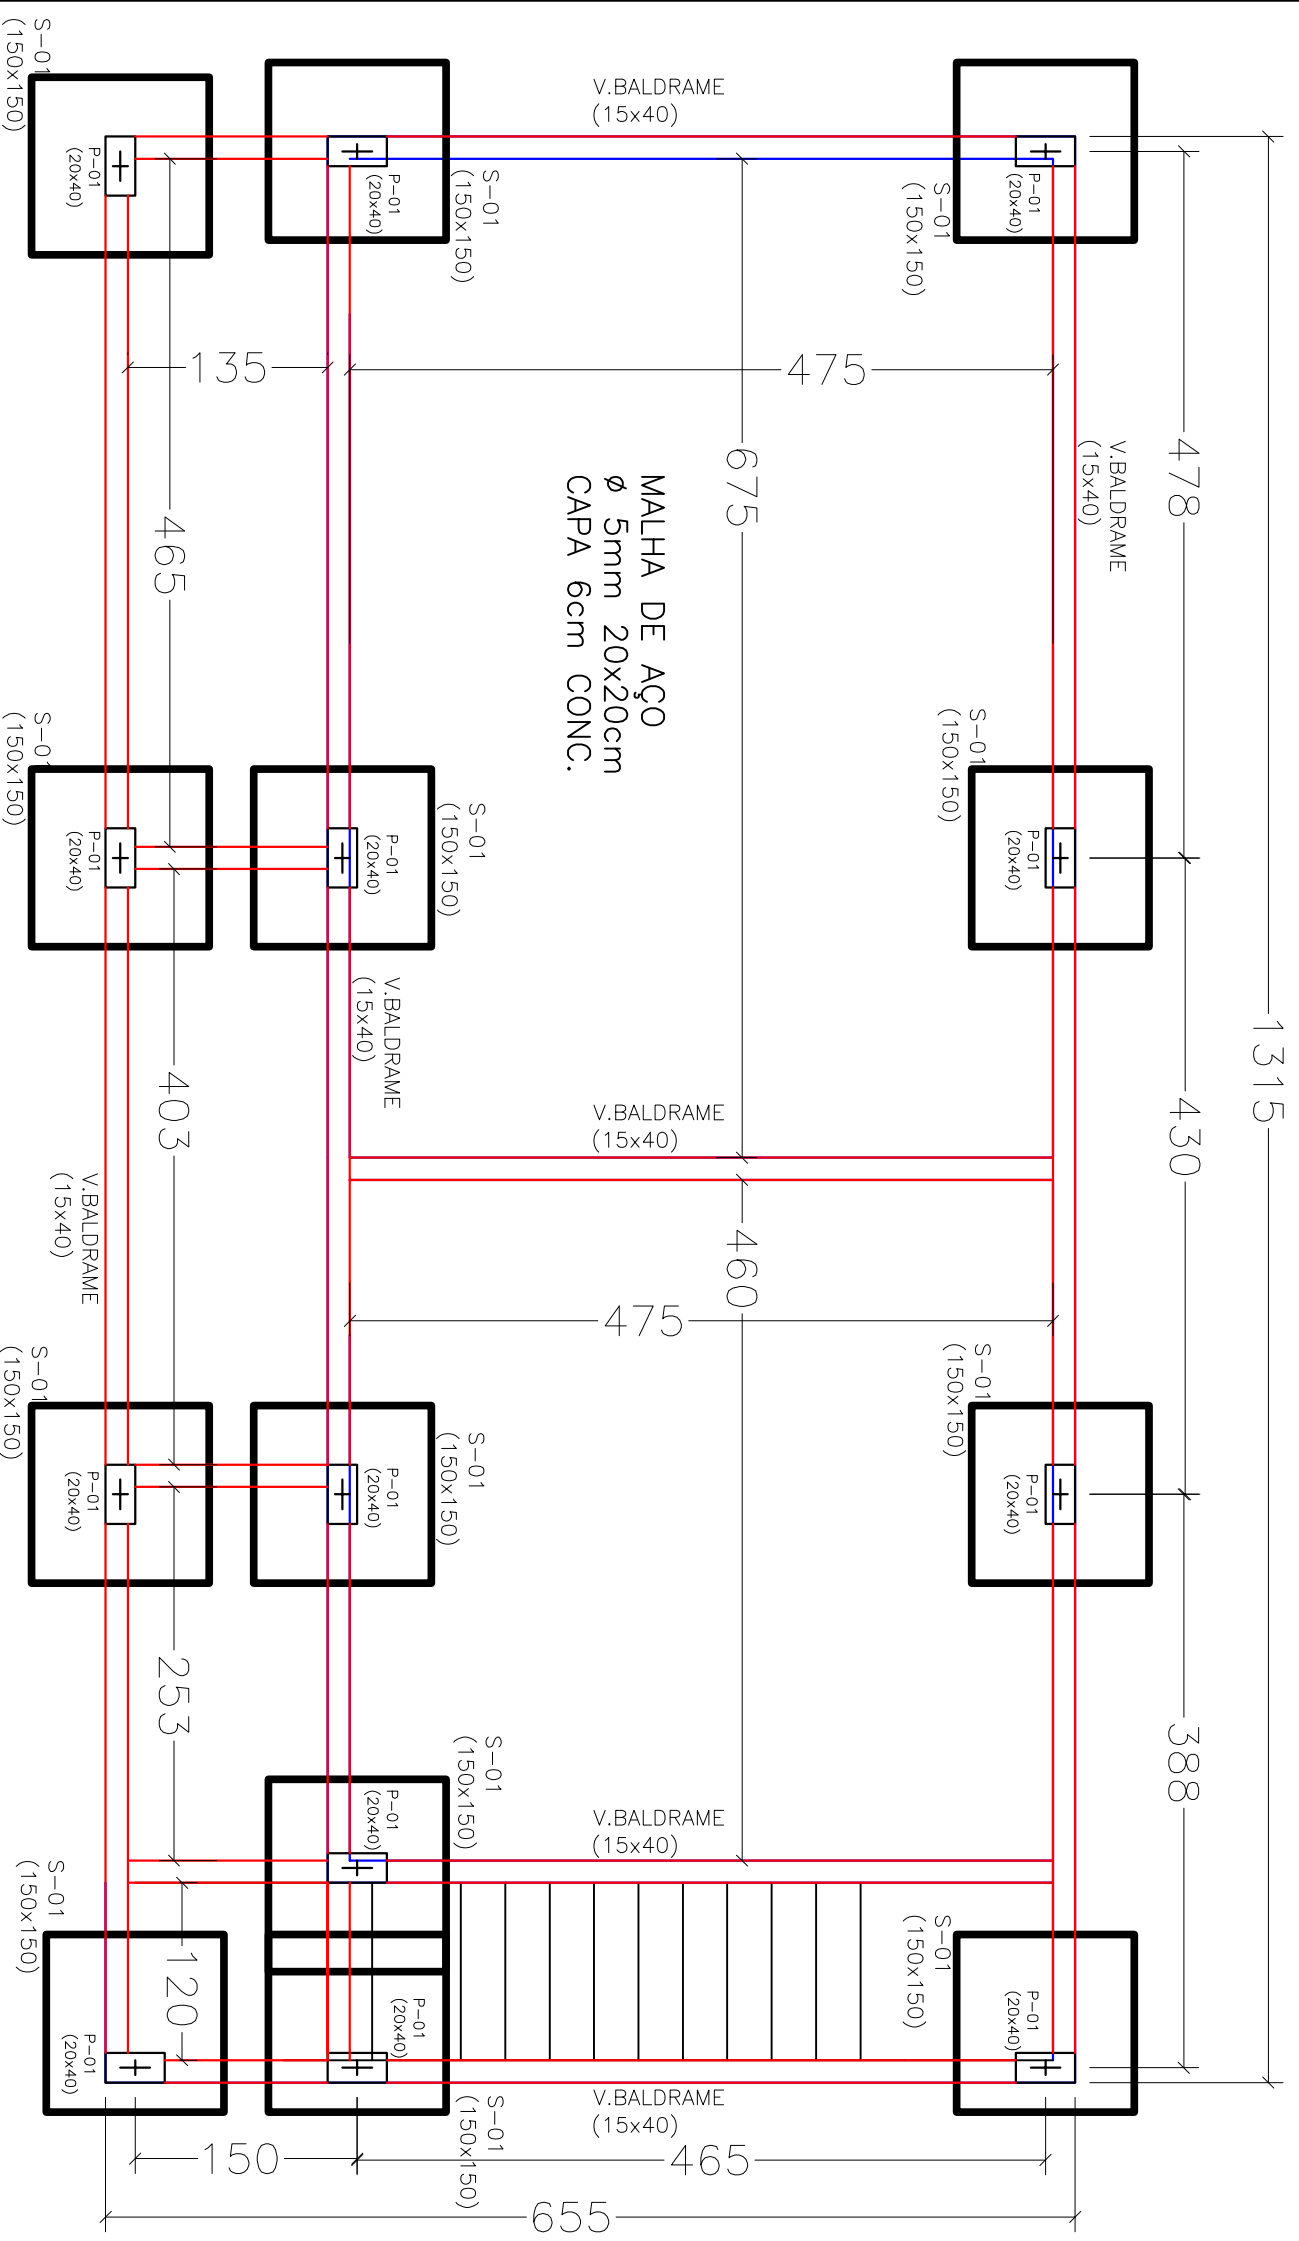 V.BALDRAME
(15x40)
S-01
(150x150)
P-01
(20x40)
S-01
(150x150)
P-01
(20x40)
S-01
(150x150)
P-01
(20x40)
135
475
478
1315
V.BALDRAME
(15x40)
675
465
MALHA DE AÇO
ø 5mm 20x20cm
CAPA 6cm CONC.
S-01
(150x150)
P-01
(20x40)
S-01
(150x150)
P-01
(20x40)
S-01
(150x150)
P-01
(20x40)
V.BALDRAME
(15x40)
430
403
V.BALDRAME
(15x40)
V.BALDRAME
(15x40)
460
475
S-01
(150x150)
P-01
(20x40)
S-01
(150x150)
P-01
(20x40)
S-01
(150x150)
P-01
(20x40)
253
388
S-01
(150x150)
P-01
(20x40)
V.BALDRAME
(15x40)
S-01
(150x150)
P-01
(20x40)
120
P-01
(20x40)
S-01
(150x150)
S-01
(150x150)
P-01
(20x40)
V.BALDRAME
(15x40)
150
465
655